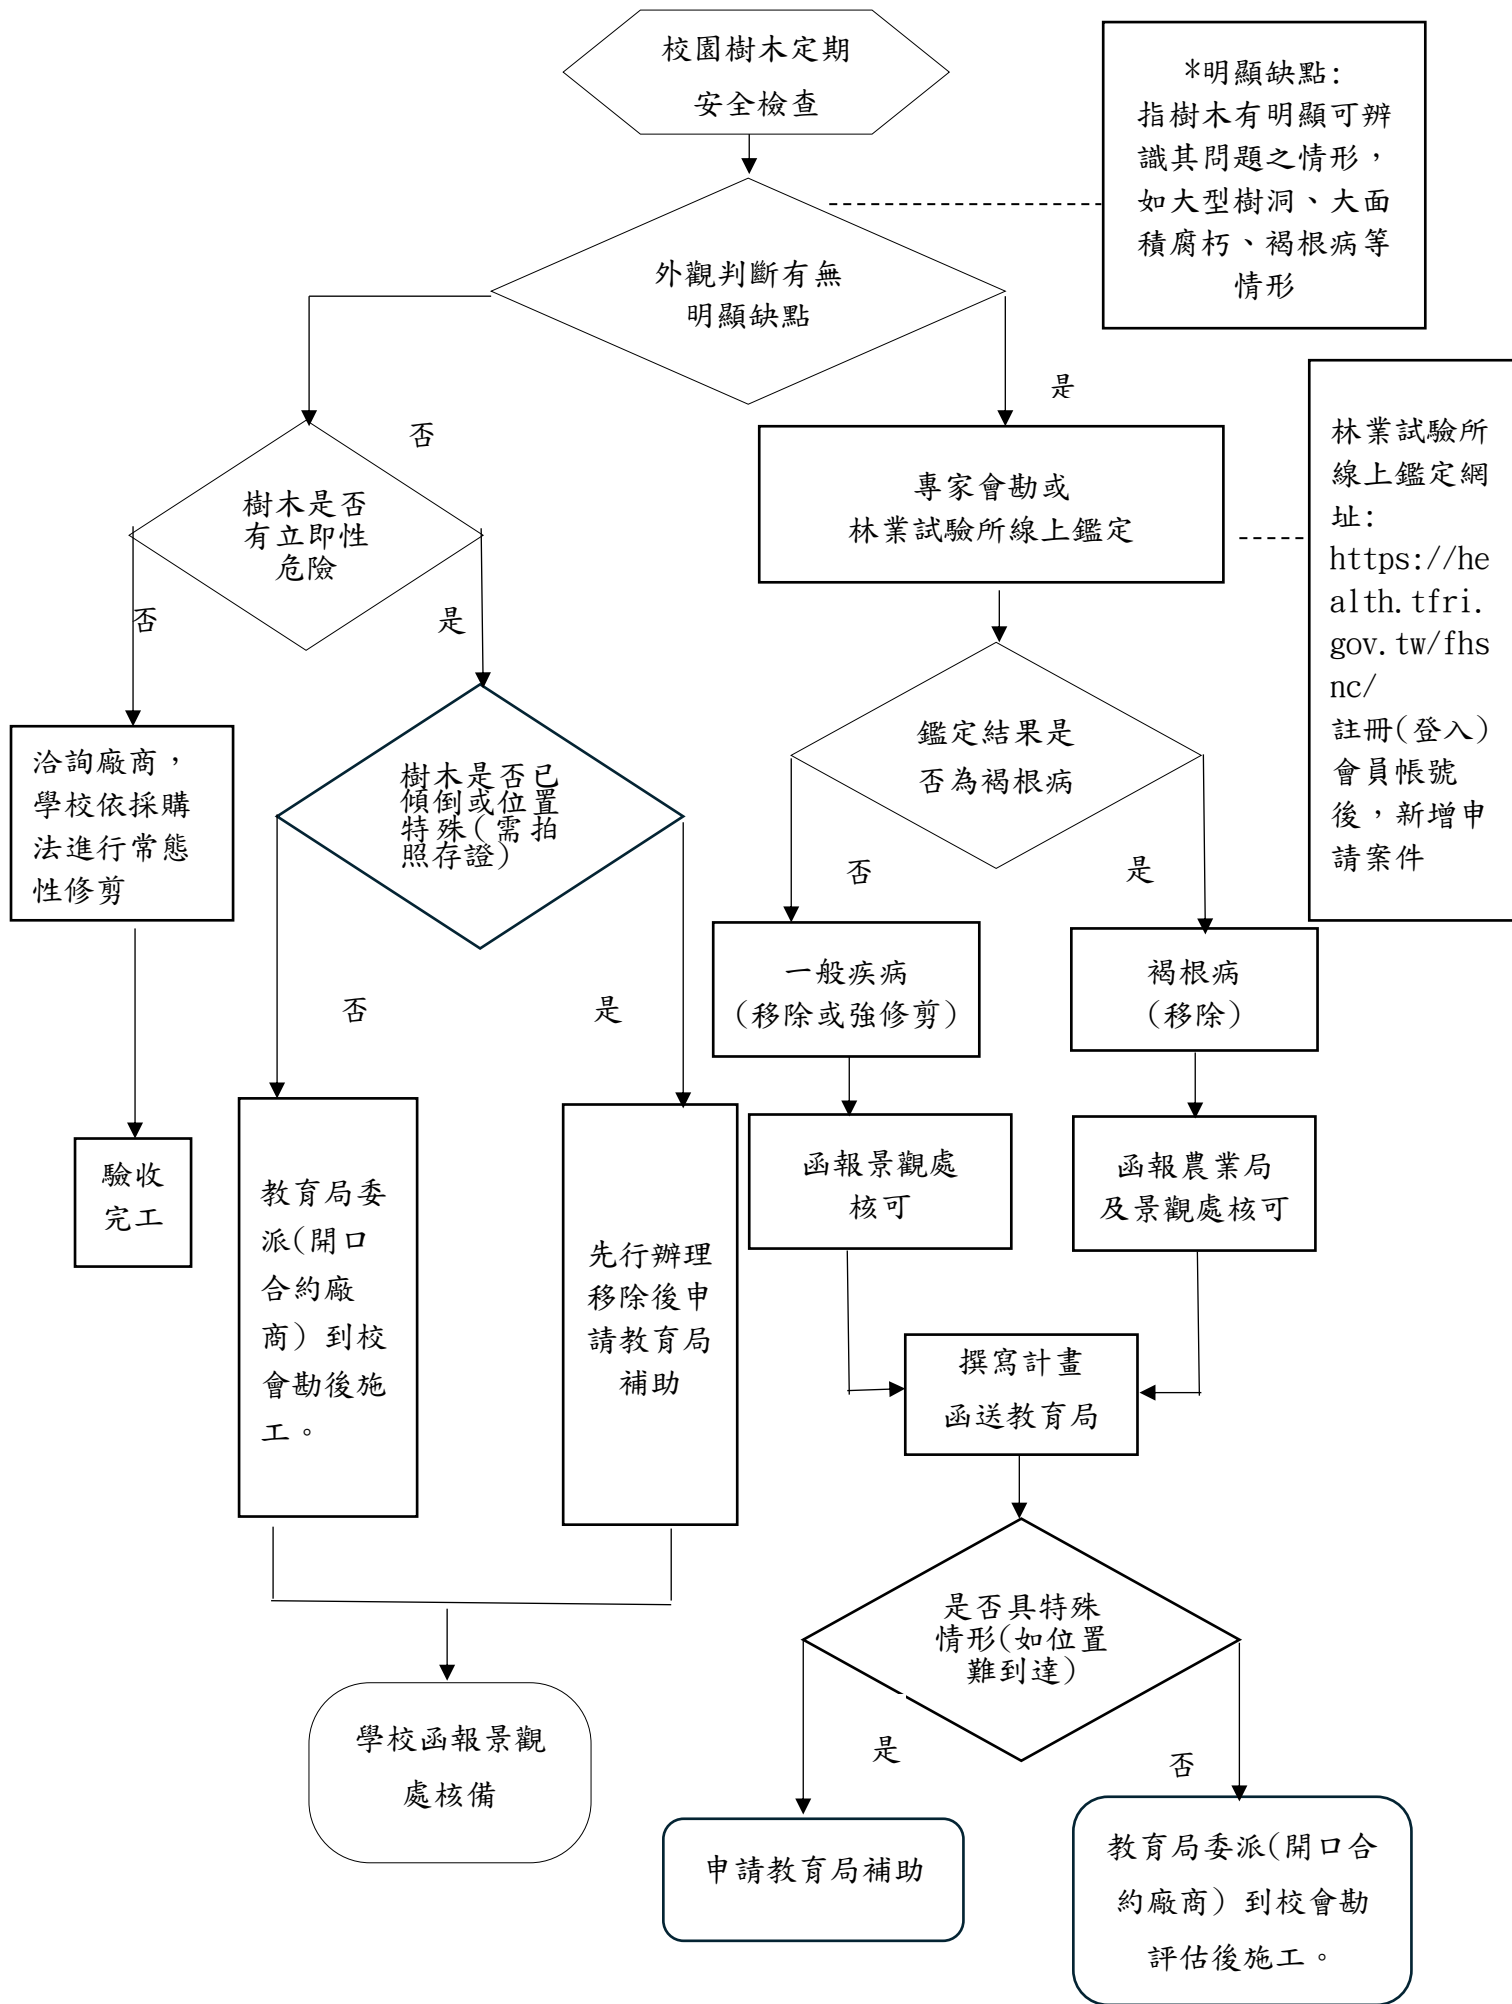 校園樹木定期
安全檢查
*明顯缺點:
指樹木有明顯可辨
識其問題之情形，
如大型樹洞、大面
積腐朽、褐根病等
情形
外觀判斷有無
明顯缺點
是
否
林業試驗所
線上鑑定網
址:
https://he
alth.tfri.
gov.tw/fhs
nc/
註冊(登入)
會員帳號
後，新增申
請案件
專家會勘或
林業試驗所線上鑑定
樹木是否
有立即性
危險
否
是
鑑定結果是
否為褐根病
否
是
洽詢廠商，
學校依採購
法進行常態
性修剪
樹木是否已
傾倒或位置
特殊(需拍
照存證)
否
是
一般疾病
(移除或強修剪)
褐根病
(移除)
驗收
完工
教育局委
派(開口
合約廠
商)到校
會勘後施
工。
先行辦理
移除後申
請教育局
補助
函報景觀處
核可
函報農業局
及景觀處核可
撰寫計畫
函送教育局
是否具特殊
情形(如位置
難到達)
是
否
學校函報景觀
處核備
申請教育局補助
教育局委派(開口合
約廠商)到校會勘
評估後施工。